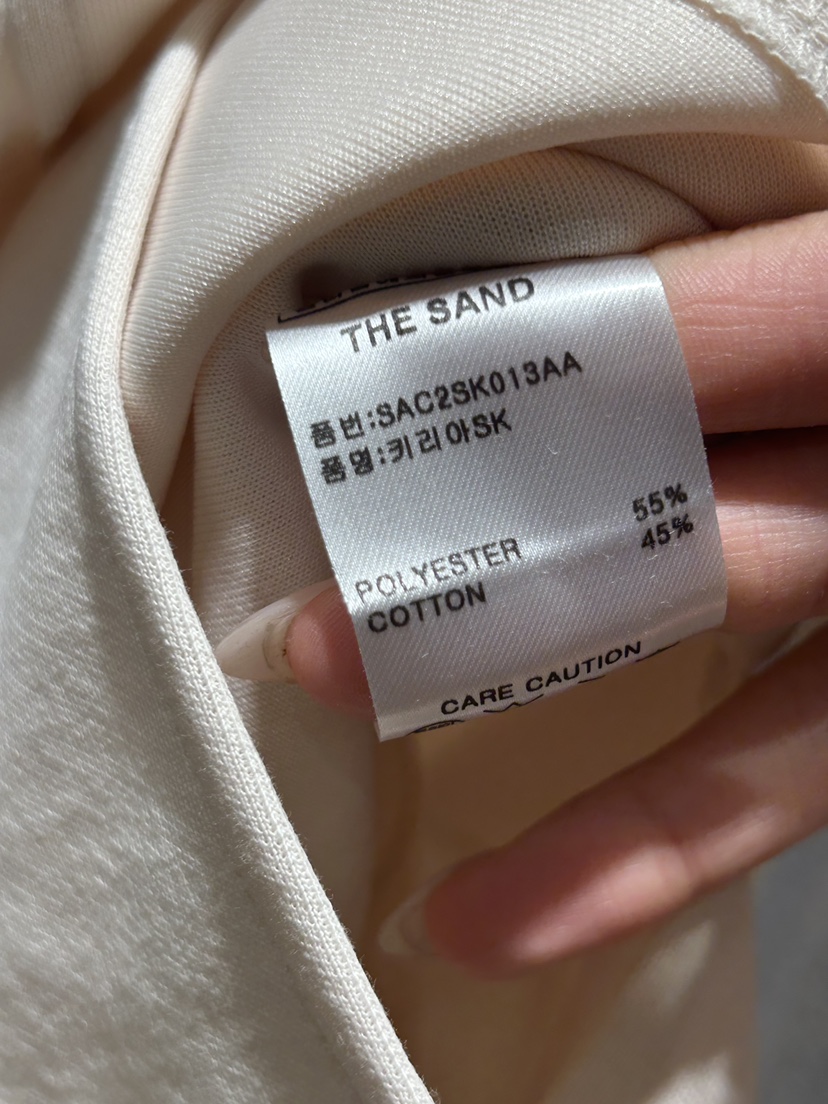 THE SAND
품번:SAC2SK013AA
품명:키리아SK
55%
45%
POLYESTER
COTTON
CARE CAUTION